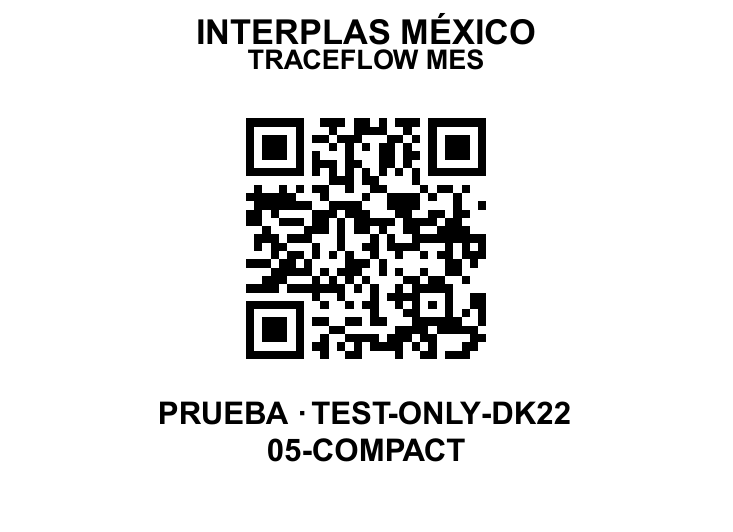 INTERPLAS MÉXICO
TRACEFLOW MES
PRUEBA · TEST-ONLY-DK22
05-COMPACT